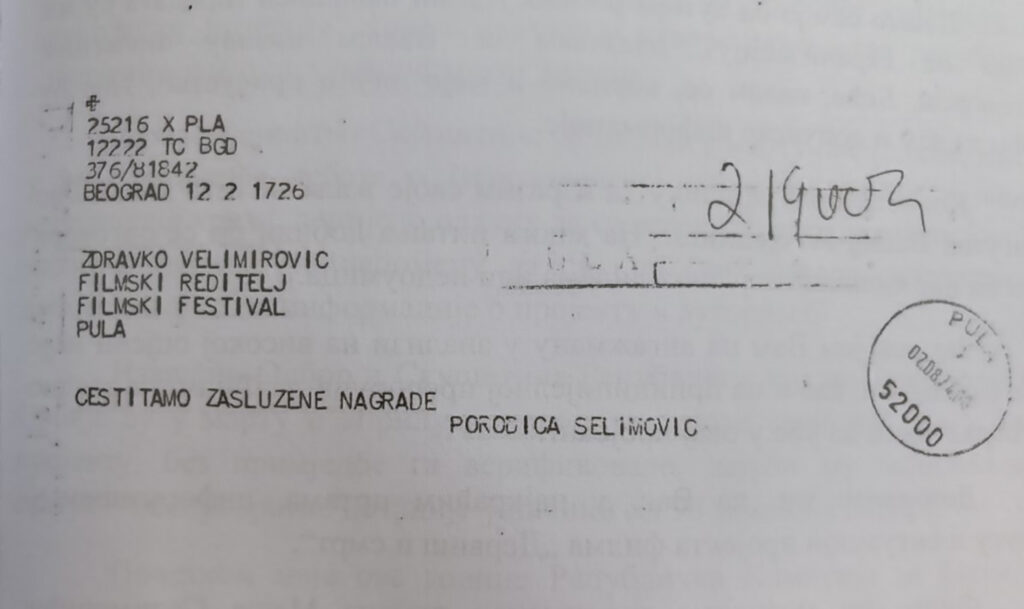 25216 X PLA
12222 TC BGD
376/81842
BEOGRAD 12 2 1726
ZDRAVKO VELIMIROVIC
FILMSKI REDITELJ
FILMSKI FESTIVAL
PULA
CESTITAMO ZASLUZENE NAGRADE
PORODICA SELIMOVIC
PULA
52000